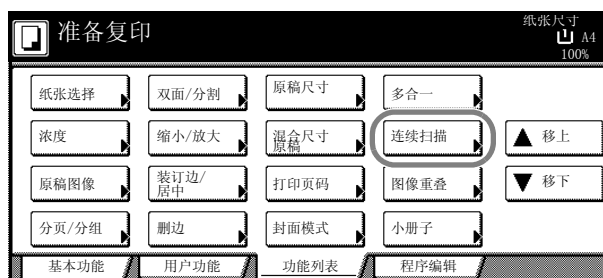 准备复印
纸张尺寸
A4
100%
纸张选择
双面/分割
原稿尺寸
多合一
浓度
缩小/放大
混合尺寸
原稿
连续扫描
移上
原稿图像
装订边/
居中
打印页码
图像重叠
移下
分页/分组
删边
封面模式
小册子
基本功能
用户功能
功能列表
程序编辑